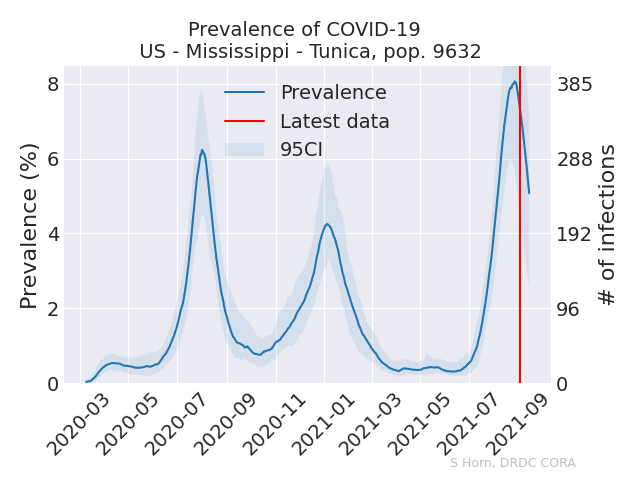 Prevalence of COVID-19
US - Mississippi - Tunica, pop. 9632
Prevalence (%)
8
6
4
2
0
Prevalence
Latest data
95CI
385
288
192
96
0
# of infections
2020-03
2020-05
2020-07
2020-09
2020-11
2021-01
2021-03
2021-05
2021-07
2021-09
S Horn, DRDC CORA